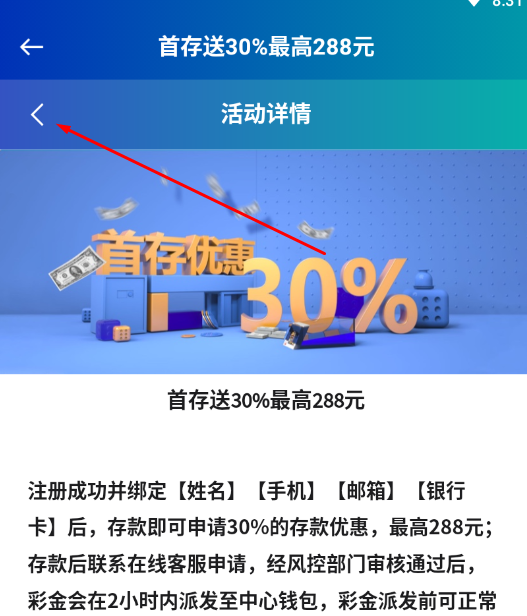 8:31
首存送30%最高288元
活动详情
首存优惠
30%
首存送30%最高288元
注册成功并绑定【姓名】【手机】【邮箱】【银行
卡】后，存款即可申请30%的存款优惠，最高288元；
存款后联系在线客服申请，经风控部门审核通过后，
彩金会在2小时内派发至中心钱包，彩金派发前可正常